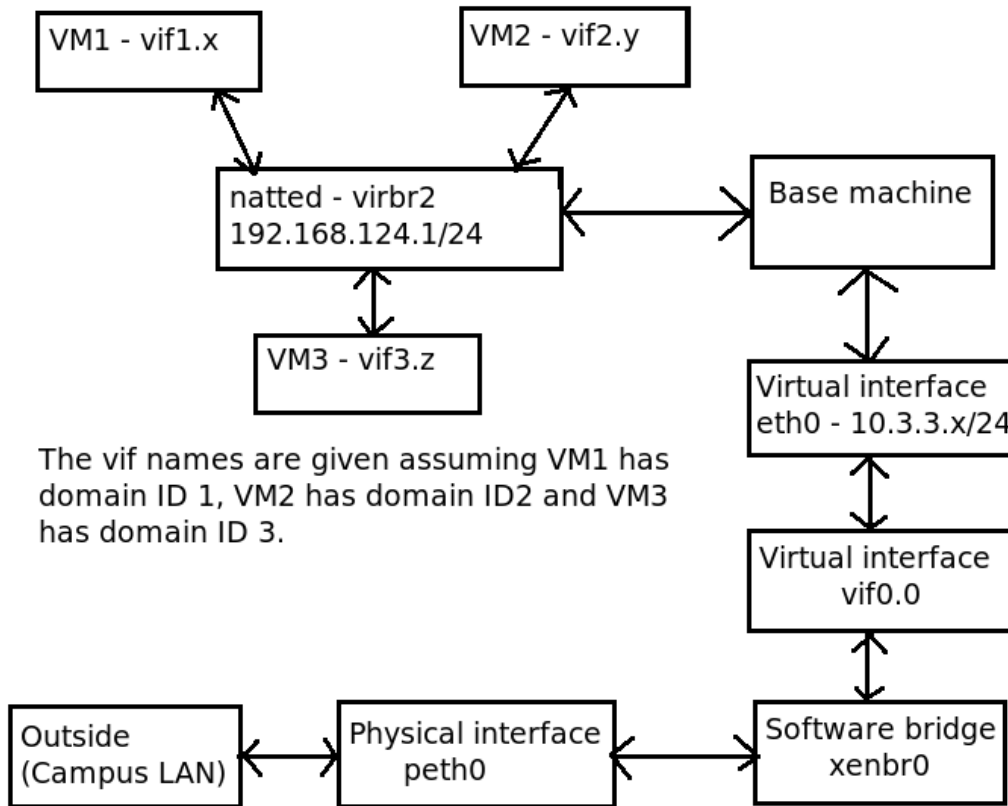 VM1 - vif1.x
VM2 - vif2.y
natted - virbr2
192.168.124.1/24
Base machine
VM3 - vif3.z
Virtual interface
eth0 - 10.3.3.x/24
The vif names are given assuming VM1 has
domain ID 1, VM2 has domain ID2 and VM3
has domain ID 3.
Virtual interface
vif0.0
Outside
(Campus LAN)
Physical interface
peth0
Software bridge
xenbr0